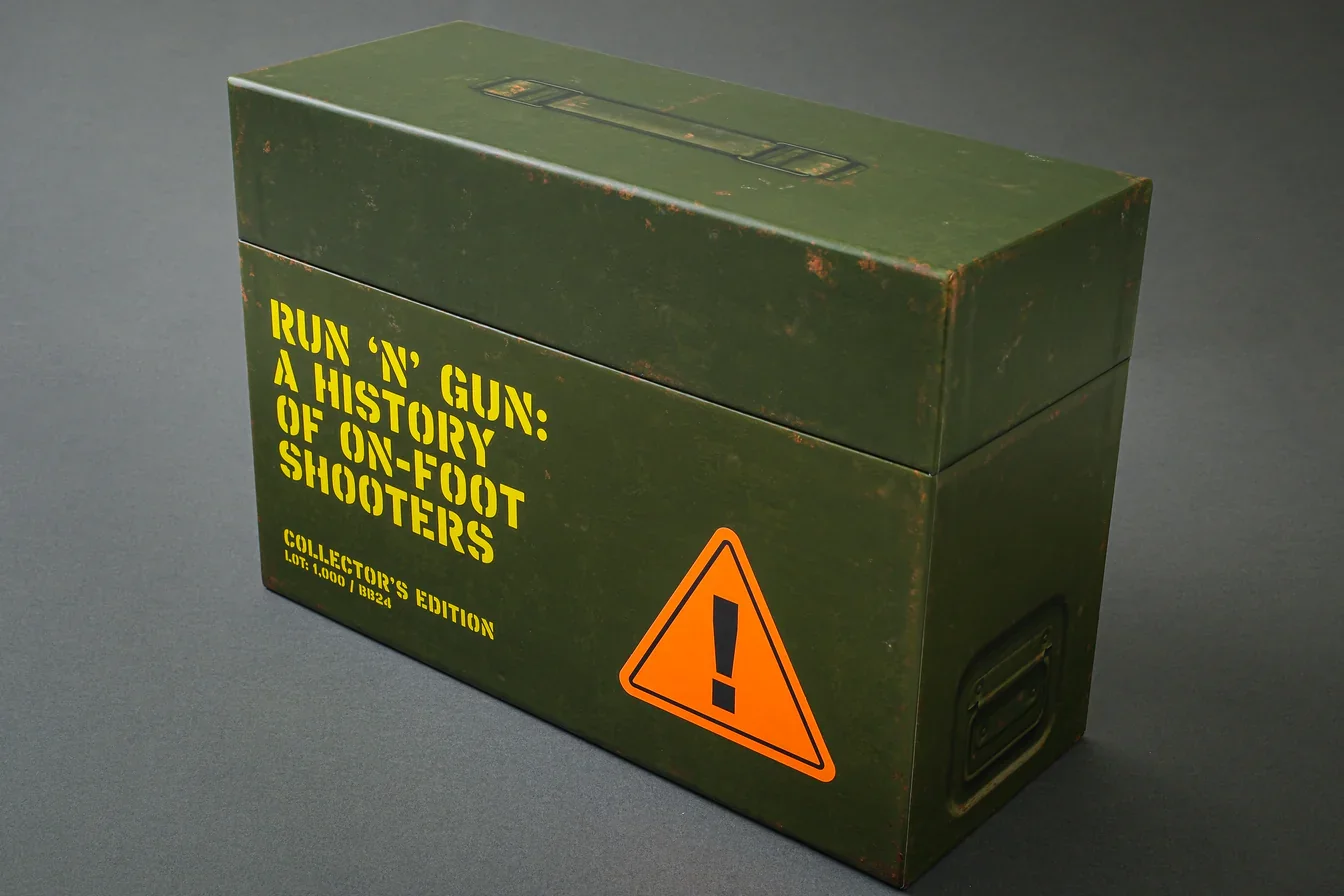 RUN ‘N’ GUN:
A HISTORY
OF ON-FOOT
SHOOTERS
COLLECTOR’S EDITION
LOT: 1,000 / BB24
!